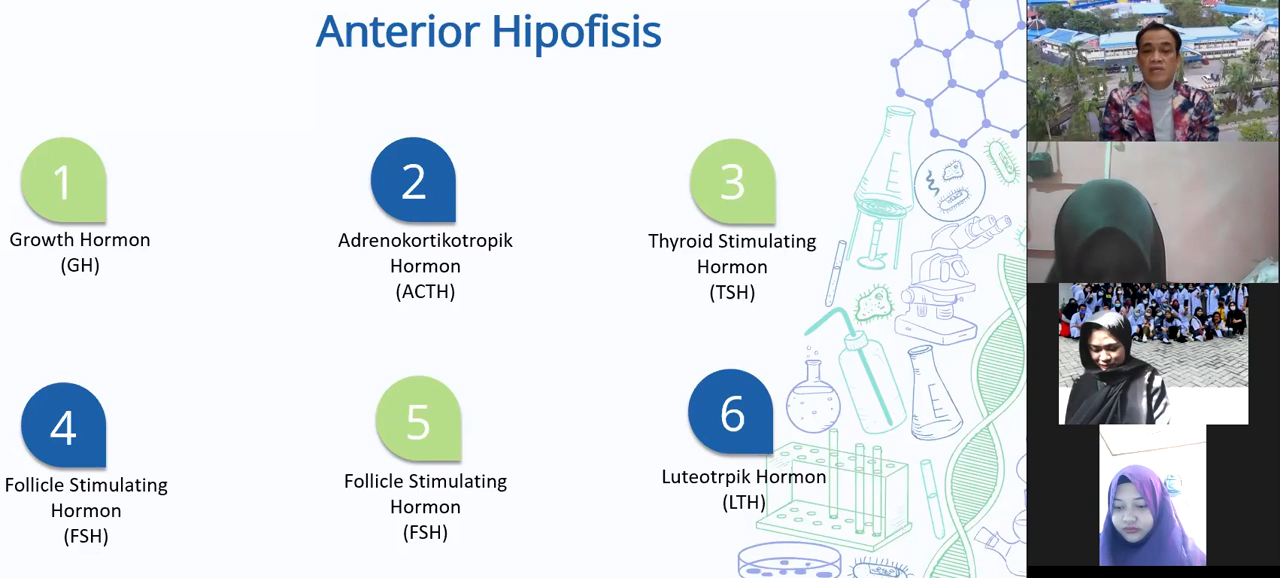 Anterior Hipofisis
1
Growth Hormon
(GH)
2
Adrenokortikotropik
Hormon
(ACTH)
3
Thyroid Stimulating
Hormon
(TSH)
4
Follicle Stimulating
Hormon
(FSH)
5
Follicle Stimulating
Hormon
(FSH)
6
Luteotrpik Hormon
(LTH)